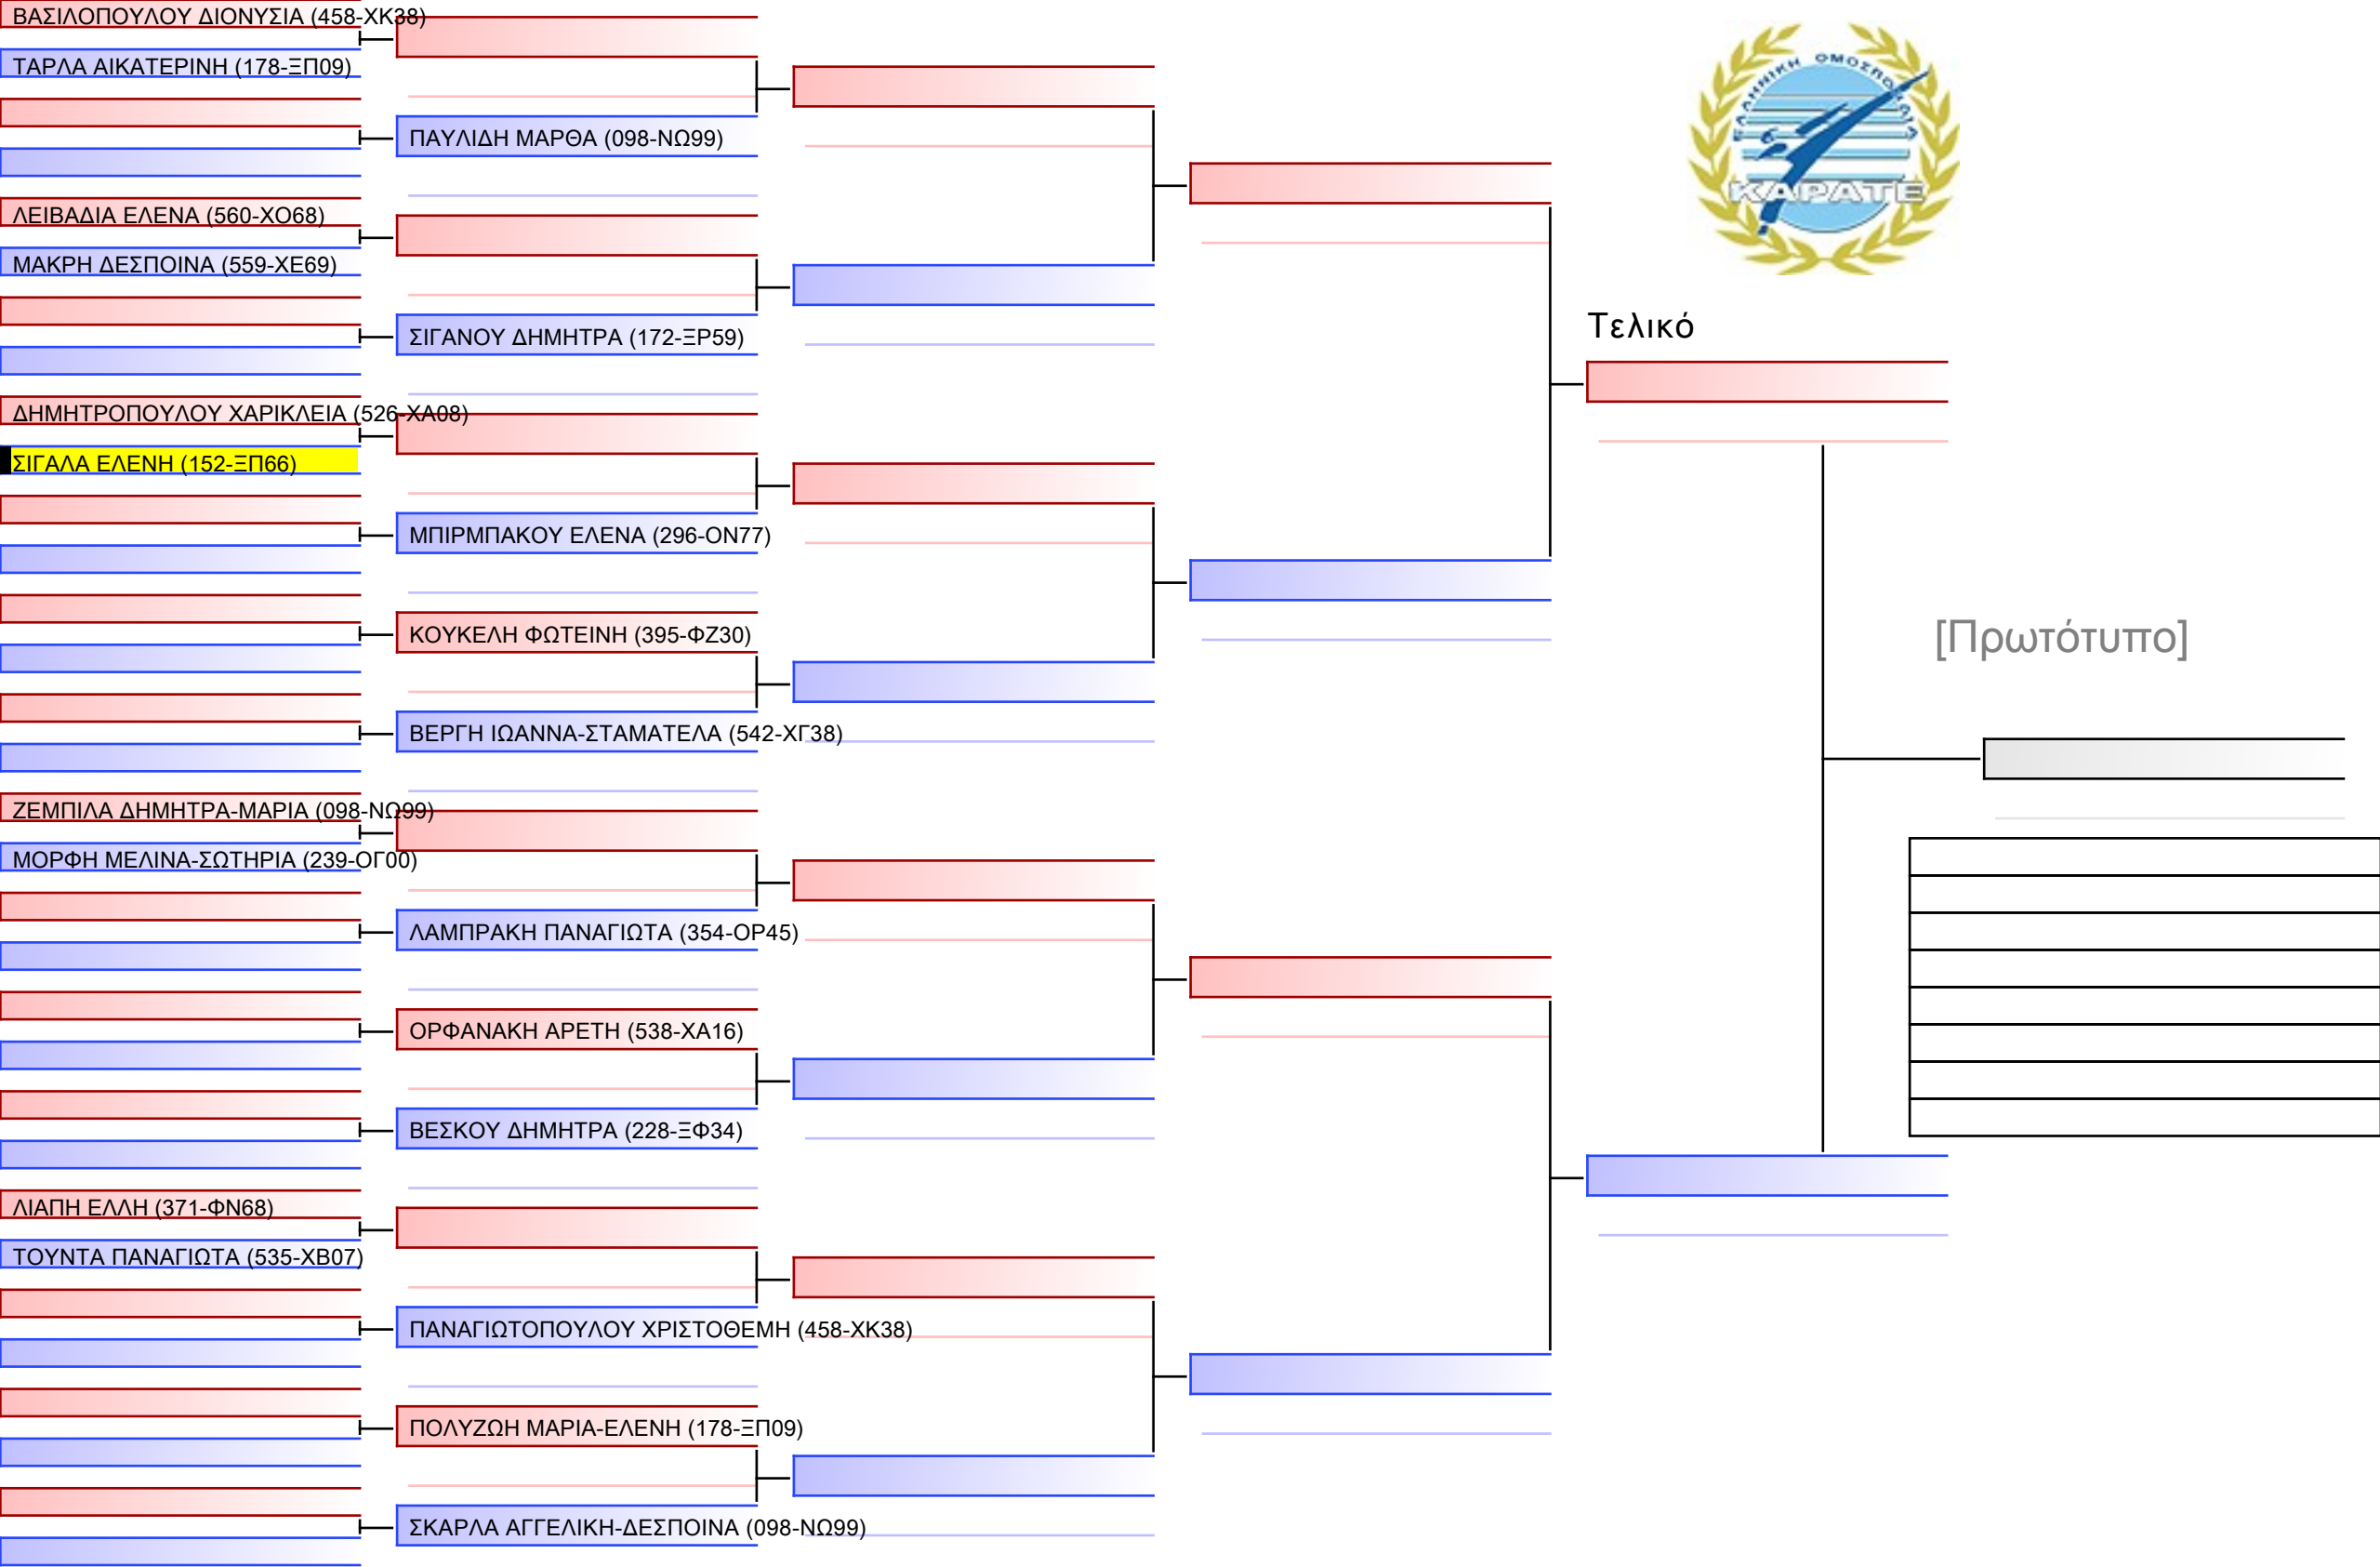 ΒΑΣΙΛΟΠΟΥΛΟΥ ΔΙΟΝΥΣΙΑ (458-ΧΚ38)
ΤΑΡΛΑ ΑΙΚΑΤΕΡΙΝΗ (178-ΞΠ09)
ΛΕΙΒΑΔΙΑ ΕΛΕΝΑ (560-ΧΟ68)
ΜΑΚΡΗ ΔΕΣΠΟΙΝΑ (559-ΧΕ69)
ΔΗΜΗΤΡΟΠΟΥΛΟΥ ΧΑΡΙΚΛΕΙΑ (526-ΧΑ08)
ΣΙΓΑΛΑ ΕΛΕΝΗ (152-ΞΠ66)
ΖΕΜΠΙΛΑ ΔΗΜΗΤΡΑ-ΜΑΡΙΑ (098-ΝΩ99)
ΜΟΡΦΗ ΜΕΛΙΝΑ-ΣΩΤΗΡΙΑ (239-ΟΓ00)
ΛΙΑΠΗ ΕΛΛΗ (371-ΦΝ68)
ΤΟΥΝΤΑ ΠΑΝΑΓΙΩΤΑ (535-ΧΒ07)
ΠΑΥΛΙΔΗ ΜΑΡΘΑ (098-ΝΩ99)
ΣΙΓΑΝΟΥ ΔΗΜΗΤΡΑ (172-ΞΡ59)
ΜΠΙΡΜΠΑΚΟΥ ΕΛΕΝΑ (296-ΟΝ77)
ΚΟΥΚΕΛΗ ΦΩΤΕΙΝΗ (395-ΦΖ30)
ΒΕΡΓΗ ΙΩΑΝΝΑ-ΣΤΑΜΑΤΕΛΑ (542-ΧΓ38)
ΛΑΜΠΡΑΚΗ ΠΑΝΑΓΙΩΤΑ (354-ΟΡ45)
ΟΡΦΑΝΑΚΗ ΑΡΕΤΗ (538-ΧΑ16)
ΒΕΣΚΟΥ ΔΗΜΗΤΡΑ (228-ΞΦ34)
ΠΑΝΑΓΙΩΤΟΠΟΥΛΟΥ ΧΡΙΣΤΟΘΕΜΗ (458-ΧΚ38)
ΠΟΛΥΖΩΗ ΜΑΡΙΑ-ΕΛΕΝΗ (178-ΞΠ09)
ΣΚΑΡΛΑ ΑΓΓΕΛΙΚΗ-ΔΕΣΠΟΙΝΑ (098-ΝΩ99)
ΕΛΛΗΝΙΚΗ ΟΜΟΣΠΟΝΔΙΑ
ΚΑΡΑΤΕ
Τελικό
[Πρωτότυπο]